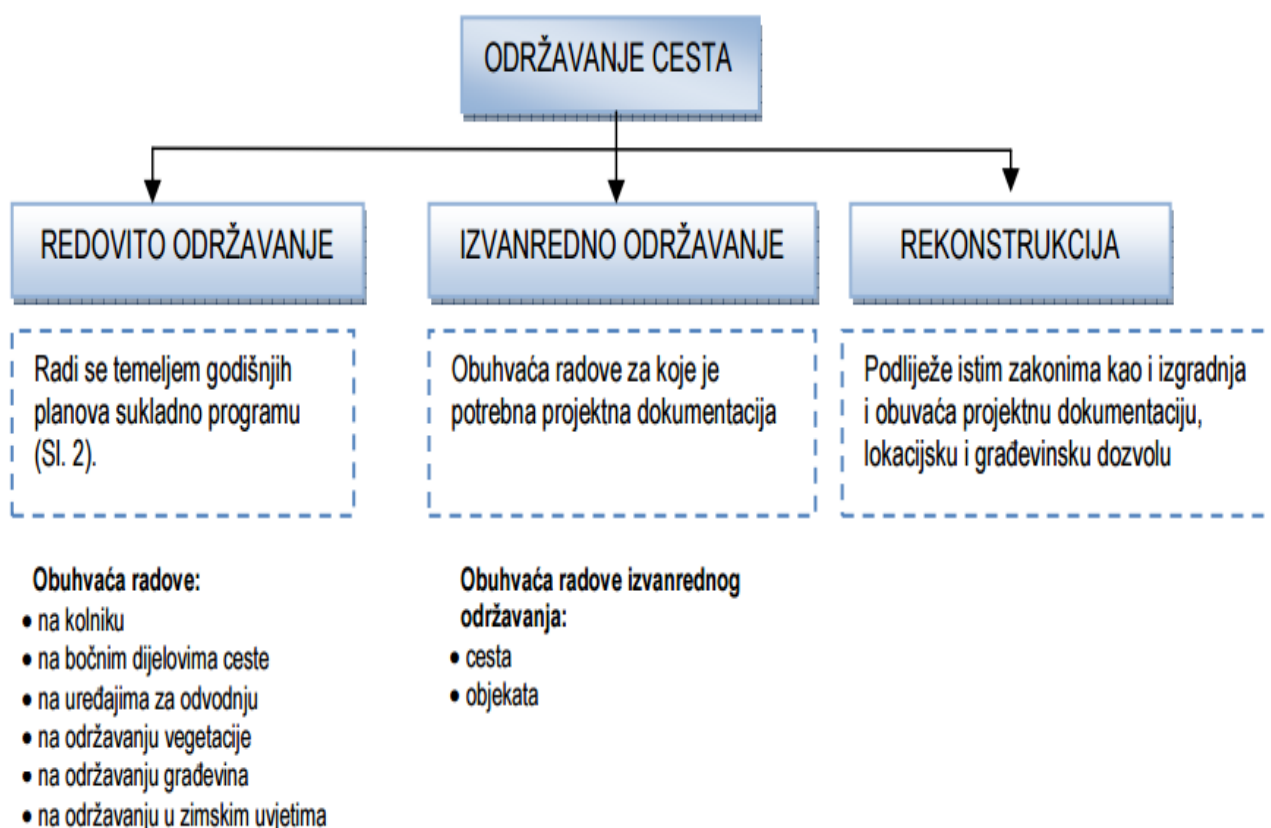 ODRŽAVANJE CESTA
REDOVITO ODRŽAVANJE
IZVANREDNO ODRŽAVANJE
REKONSTRUKCIJA
Radi se temeljem godišnjih
planova sukladno programu
(Sl. 2).
Obuhvaća radove za koje je
potrebna projektna dokumentacija
Podliježe istim zakonima kao i izgradnja
i obuvaća projektnu dokumentaciju,
lokacijsku i građevinsku dozvolu
Obuhvaća radove:
• na kolniku
• na bočnim dijelovima ceste
• na uređajima za odvodnju
• na održavanju vegetacije
• na održavanju građevina
• na održavanju u zimskim uvjetima
Obuhvaća radove izvanrednog
održavanja:
• cesta
• objekata